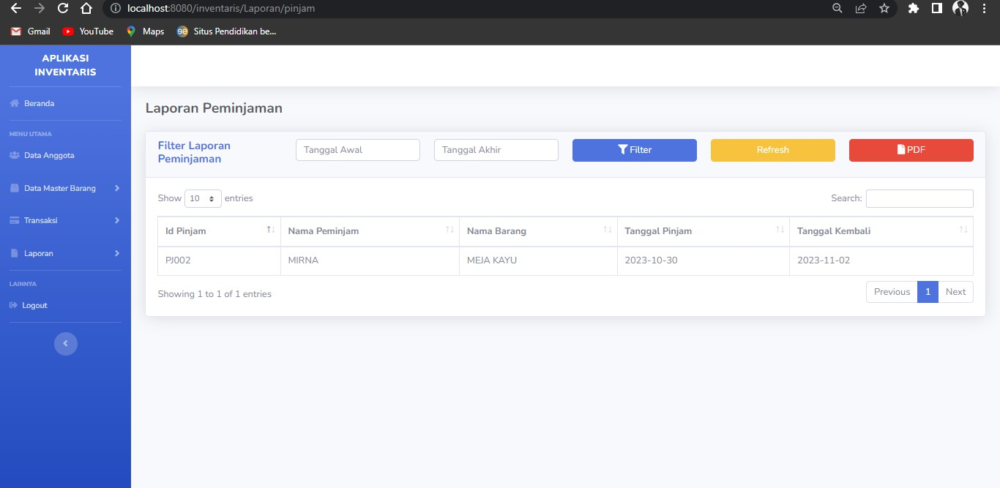 localhost:8080/inventaris/Laporan/pinjam
Gmail YouTube Maps Situs Pendidikan be...
APLIKASI
INVENTARIS
Beranda
MENU UTAMA
Data Anggota
Data Master Barang
Transaksi
Laporan
LAINNYA
Logout
Laporan Peminjaman
Filter Laporan
Peminjaman
Tanggal Awal Tanggal Akhir Filter Refresh PDF
Show 10 entries Search:
Id Pinjam Nama Peminjam Nama Barang Tanggal Pinjam Tanggal Kembali
PJ002 MIRNA MEJA KAYU 2023-10-30 2023-11-02
Showing 1 to 1 of 1 entries Previous 1 Next